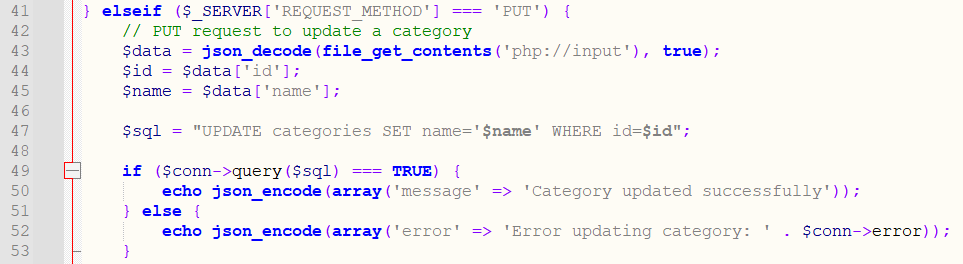 41 } elseif ($_SERVER['REQUEST_METHOD'] === 'PUT') {
42     // PUT request to update a category
43     $data = json_decode(file_get_contents('php://input'), true);
44     $id = $data['id'];
45     $name = $data['name'];
46
47     $sql = "UPDATE categories SET name='$name' WHERE id=$id";
48
49     if ($conn->query($sql) === TRUE) {
50         echo json_encode(array('message' => 'Category updated successfully'));
51     } else {
52         echo json_encode(array('error' => 'Error updating category: ' . $conn->error));
53     }